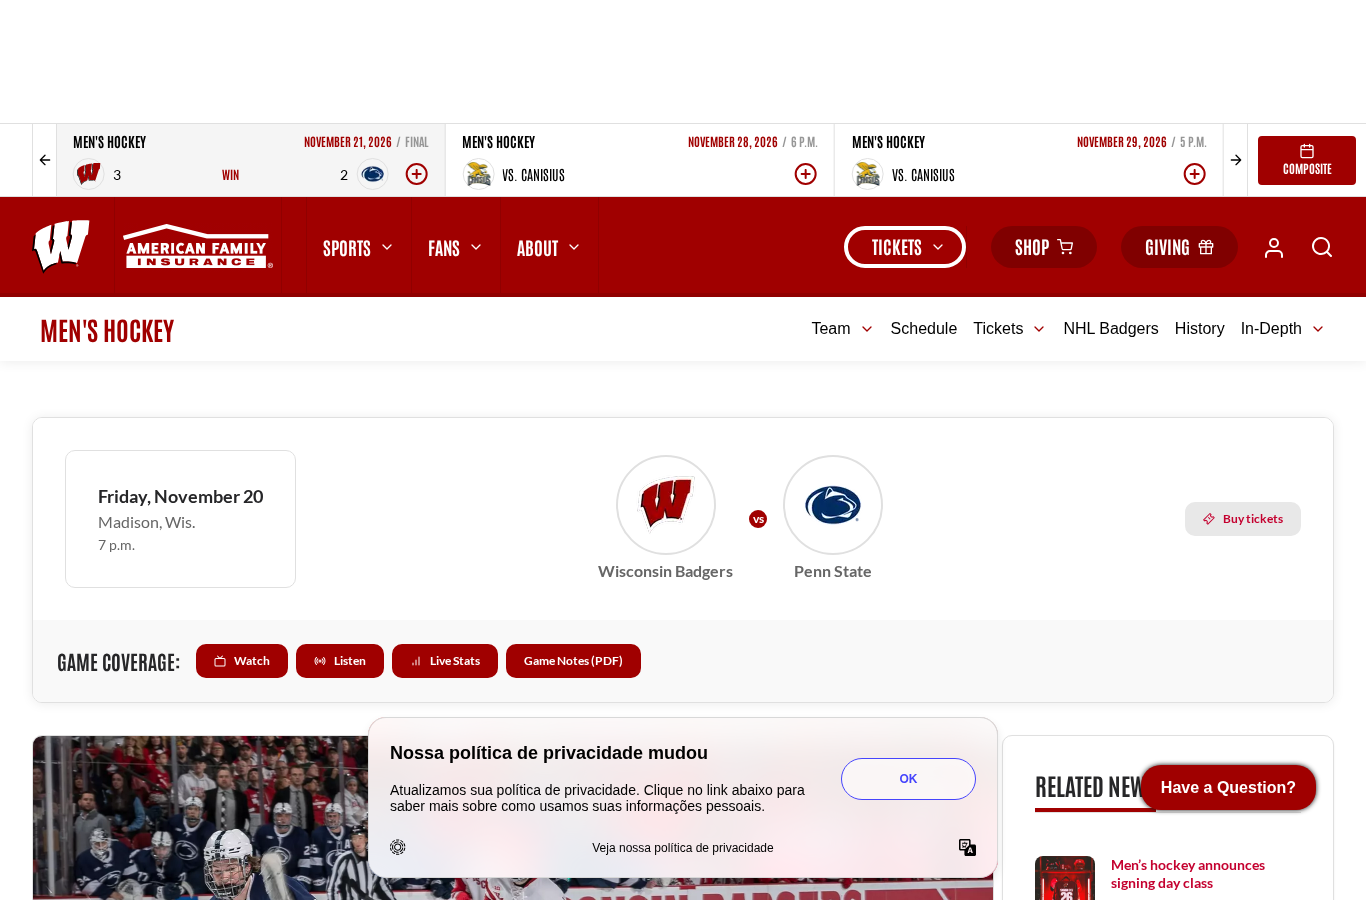 MEN'S HOCKEY
NOVEMBER 21, 2026 / FINAL
3
WIN
2
MEN'S HOCKEY
NOVEMBER 28, 2026 / 6 P.M.
VS. CANISIUS
MEN'S HOCKEY
NOVEMBER 29, 2026 / 5 P.M.
VS. CANISIUS
COMPOSITE
W
AMERICAN FAMILY
INSURANCE®
SPORTS
FANS
ABOUT
TICKETS
SHOP
GIVING
MEN'S HOCKEY
Team
Schedule
Tickets
NHL Badgers
History
In-Depth
Friday, November 20
Madison, Wis.
7 p.m.
W
Wisconsin Badgers
vs
Penn State
Buy tickets
GAME COVERAGE:
Watch
Listen
Live Stats
Game Notes (PDF)
Nossa política de privacidade mudou
Atualizamos sua política de privacidade. Clique no link abaixo para
saber mais sobre como usamos suas informações pessoais.
OK
Veja nossa política de privacidade
RELATED NEW
Have a Question?
Men's hockey announces
signing day class